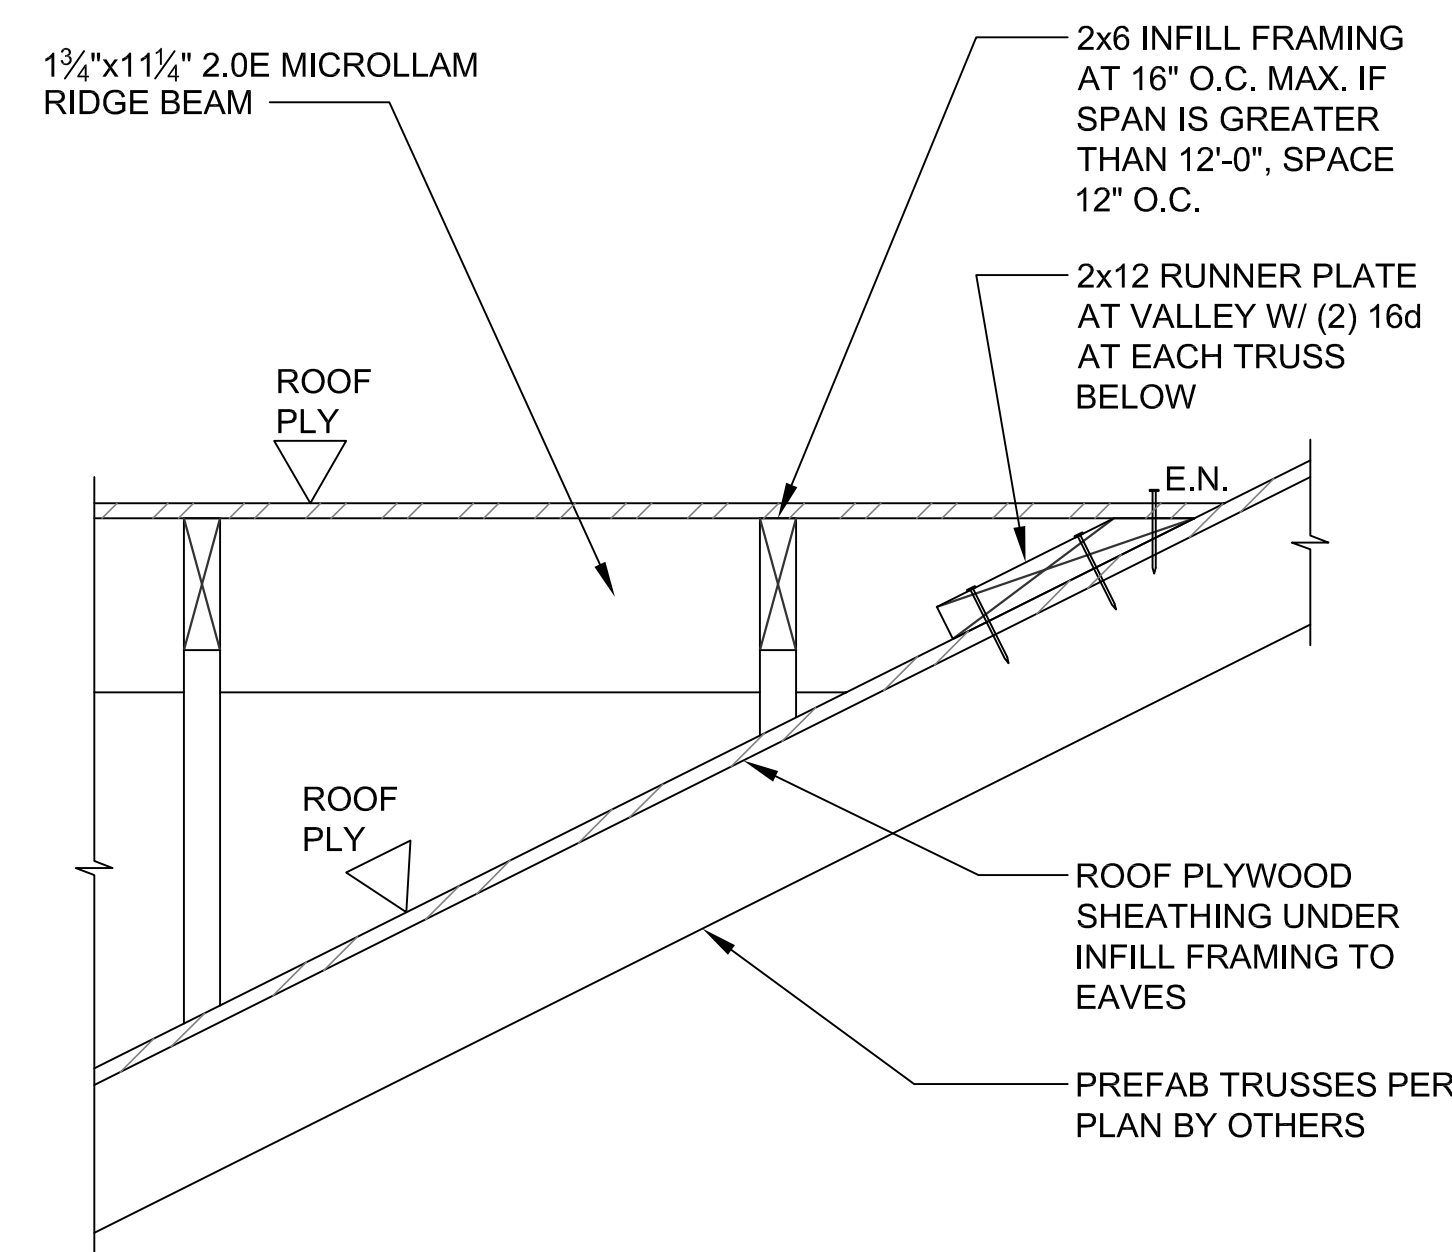 1¾"x11¼" 2.0E MICROLLAM
RIDGE BEAM
2x6 INFILL FRAMING
AT 16" O.C. MAX. IF
SPAN IS GREATER
THAN 12'-0", SPACE
12" O.C.
2x12 RUNNER PLATE
AT VALLEY W/ (2) 16d
AT EACH TRUSS
BELOW
ROOF
PLY
E.N.
ROOF
PLY
ROOF PLYWOOD
SHEATHING UNDER
INFILL FRAMING TO
EAVES
PREFAB TRUSSES PER
PLAN BY OTHERS